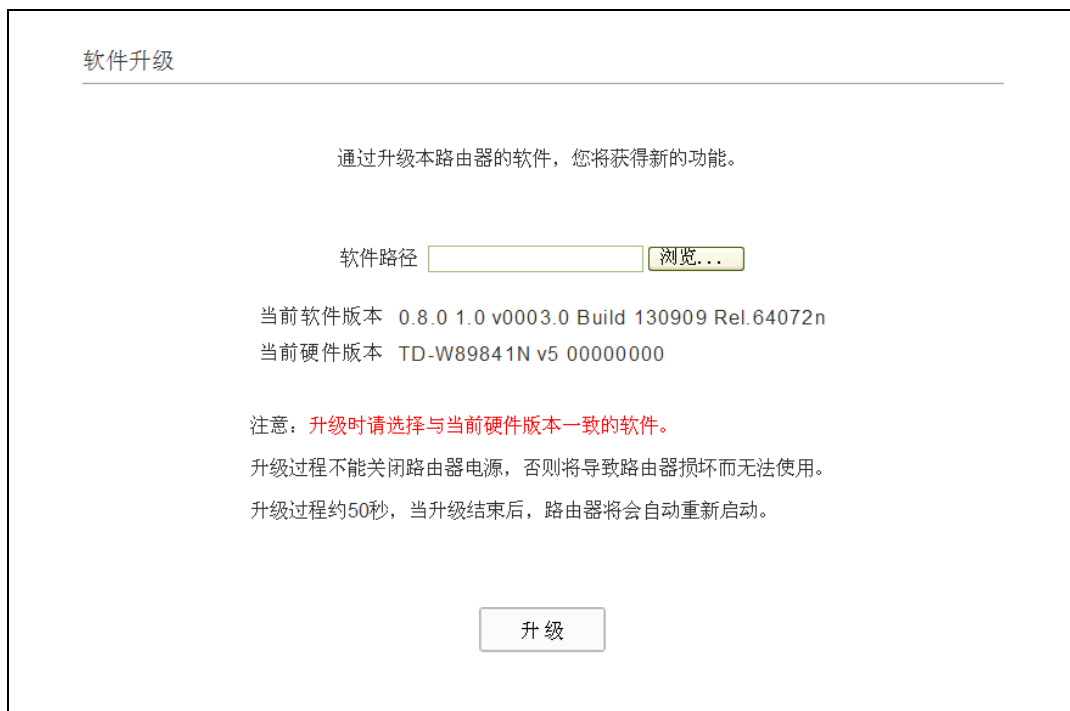 软件升级
通过升级本路由器的软件，您将获得新的功能。
软件路径 浏览...
当前软件版本 0.8.0 1.0 v0003.0 Build 130909 Rel.64072n
当前硬件版本 TD-W89841N v5 00000000
注意：升级时请选择与当前硬件版本一致的软件。
升级过程不能关闭路由器电源，否则将导致路由器损坏而无法使用。
升级过程约50秒，当升级结束后，路由器将会自动重新启动。
升 级